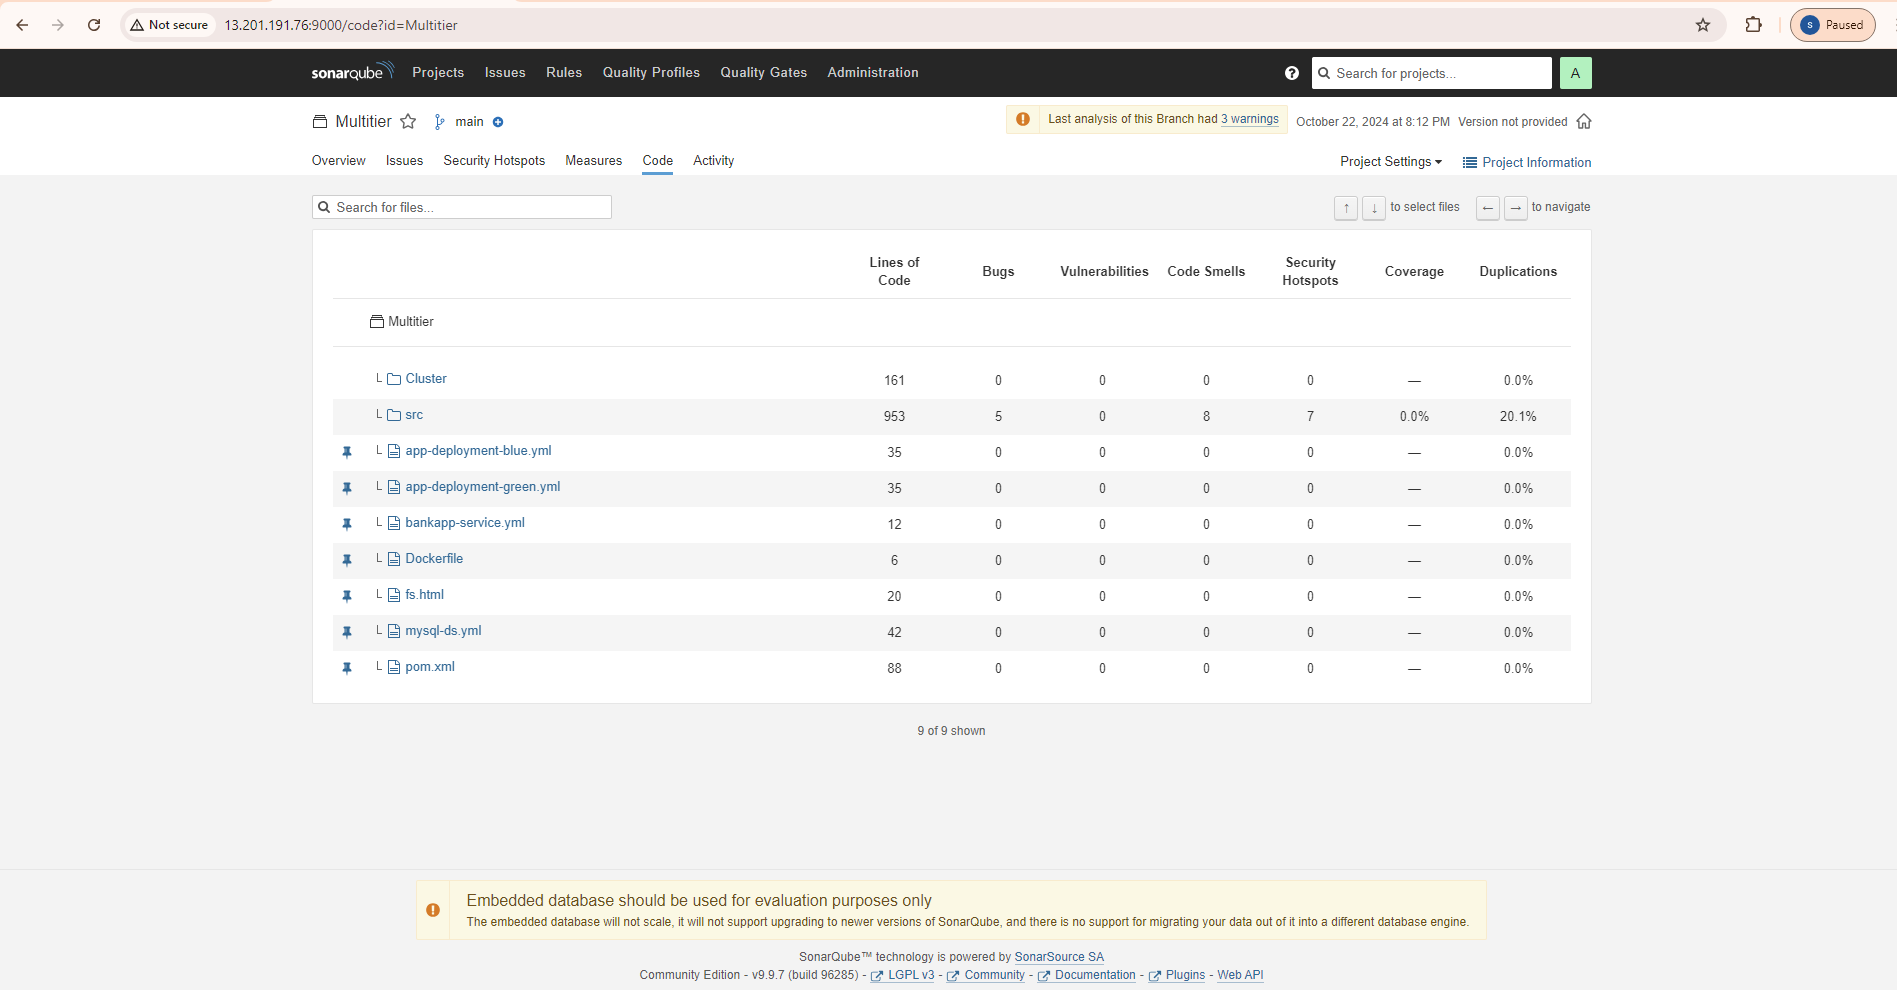 Not secure 13.201.191.76:9000/code?id=Multitier S Paused
sonarqube Projects Issues Rules Quality Profiles Quality Gates Administration ? Search for projects... A
Multitier main Last analysis of this Branch had 3 warnings October 22, 2024 at 8:12 PM Version not provided
Overview Issues Security Hotspots Measures Code Activity Project Settings Project Information
Search for files... ↑ ↓ to select files ← → to navigate
Lines of Code Bugs Vulnerabilities Code Smells Security Hotspots Coverage Duplications
Multitier
Cluster 161 0 0 0 0 — 0.0%
src 953 5 0 8 7 0.0% 20.1%
app-deployment-blue.yml 35 0 0 0 0 — 0.0%
app-deployment-green.yml 35 0 0 0 0 — 0.0%
bankapp-service.yml 12 0 0 0 0 — 0.0%
Dockerfile 6 0 0 0 0 — 0.0%
fs.html 20 0 0 0 0 — 0.0%
mysql-ds.yml 42 0 0 0 0 — 0.0%
pom.xml 88 0 0 0 0 — 0.0%
9 of 9 shown
Embedded database should be used for evaluation purposes only
The embedded database will not scale, it will not support upgrading to newer versions of SonarQube, and there is no support for migrating your data out of it into a different database engine.
SonarQube™ technology is powered by SonarSource SA
Community Edition - v9.9.7 (build 96285) - LGPL v3 - Community - Documentation - Plugins - Web API